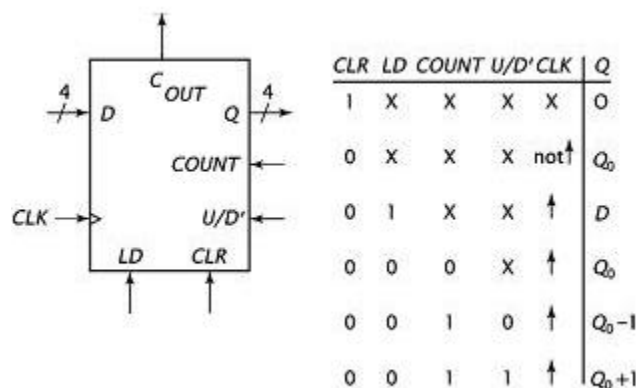 C OUT
4 D Q 4
COUNT
CLK U/D'
LD CLR
CLR LD COUNT U/D' CLK Q
1 X X X X 0
0 X X X not↑ Q₀
0 1 X X ↑ D
0 0 0 X ↑ Q₀
0 0 1 0 ↑ Q₀−1
0 0 1 1 ↑ Q₀+1